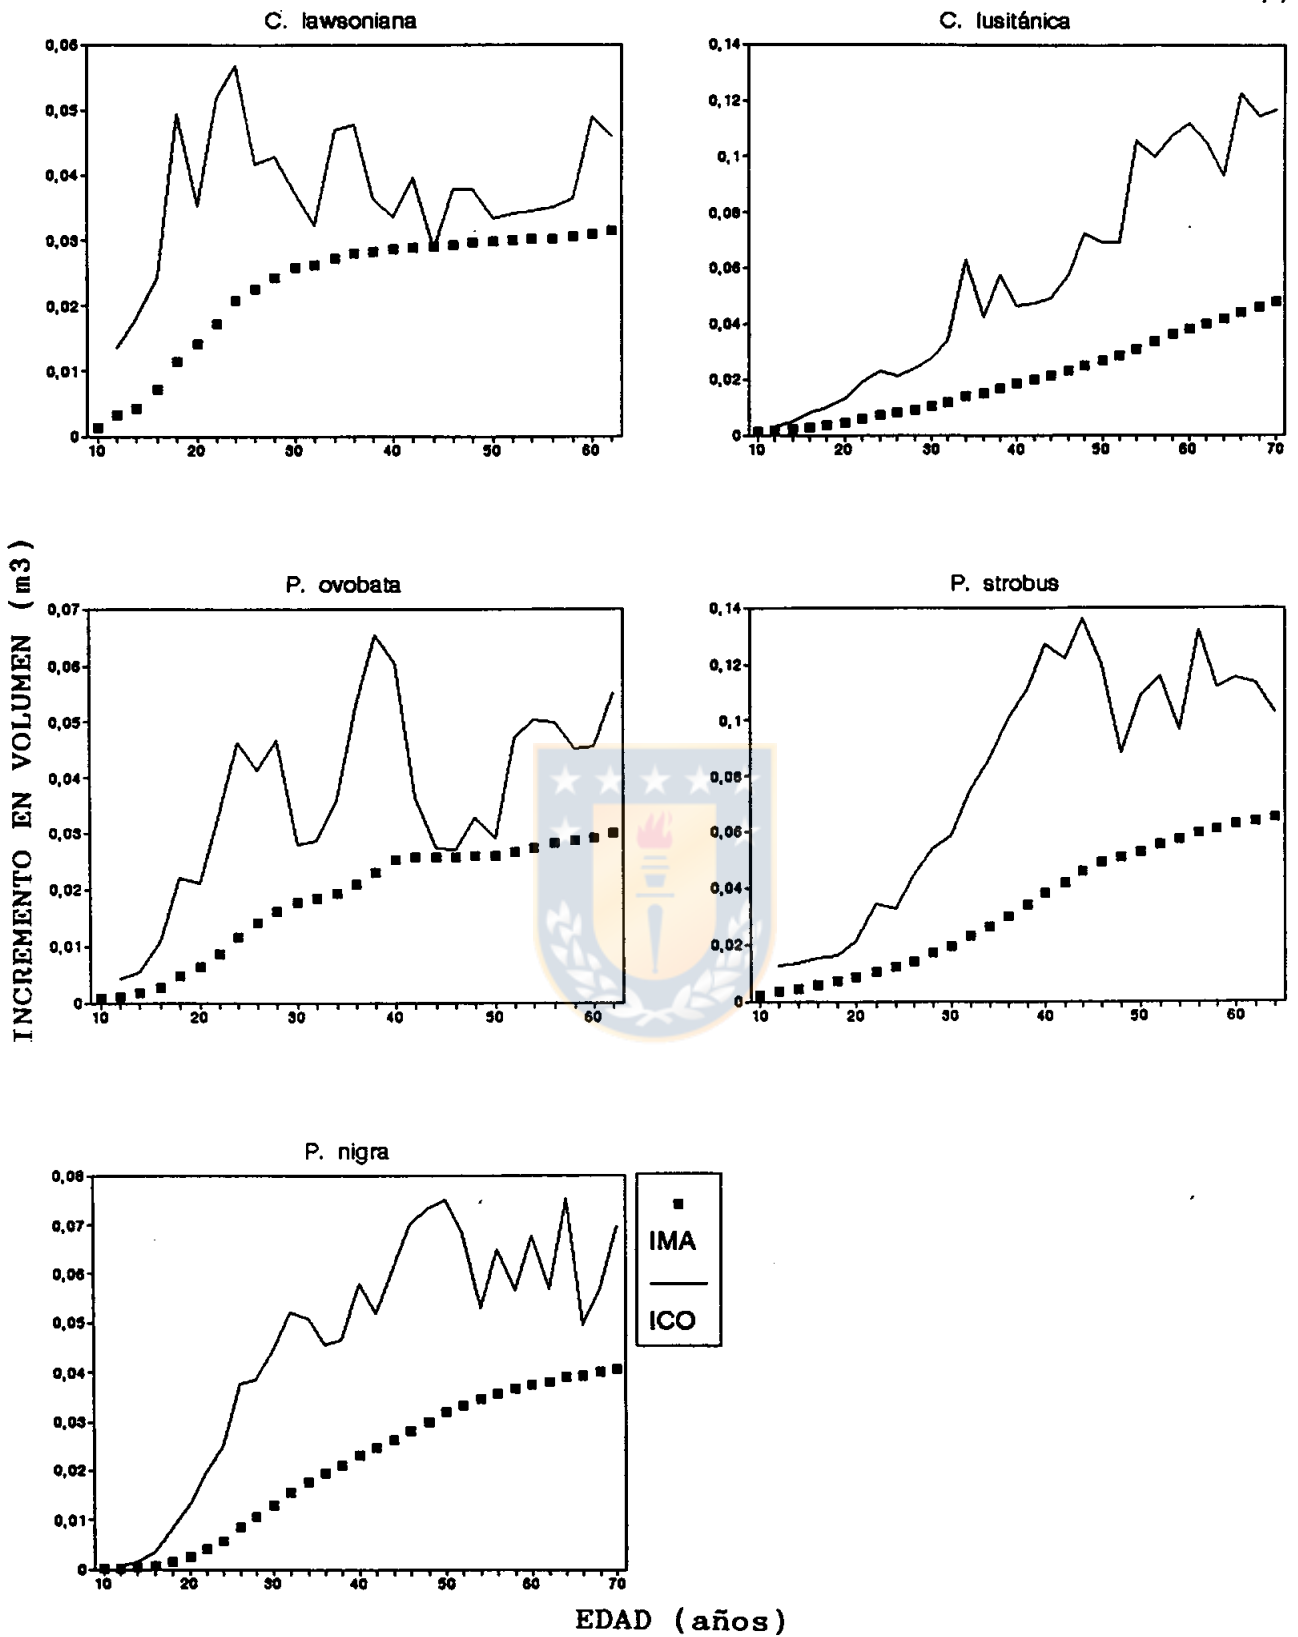 C. lawsoniana
0,06
0,05
0,04
0,03
0,02
0,01
0
10 20 30 40 50 60
C. lusitánica
0,14
0,12
0,1
0,08
0,06
0,04
0,02
0
10 20 30 40 50 60 70
INCREMENTO EN VOLUMEN (m3)
P. ovobata
0,07
0,06
0,05
0,04
0,03
0,02
0,01
0
10 20 30 40 50 60
P. strobus
0,14
0,12
0,1
0,08
0,06
0,04
0,02
0
10 20 30 40 50 60
P. nigra
0,08
0,07
0,06
0,05
0,04
0,03
0,02
0,01
0
10 20 30 40 50 60 70
IMA
ICO
EDAD (años)